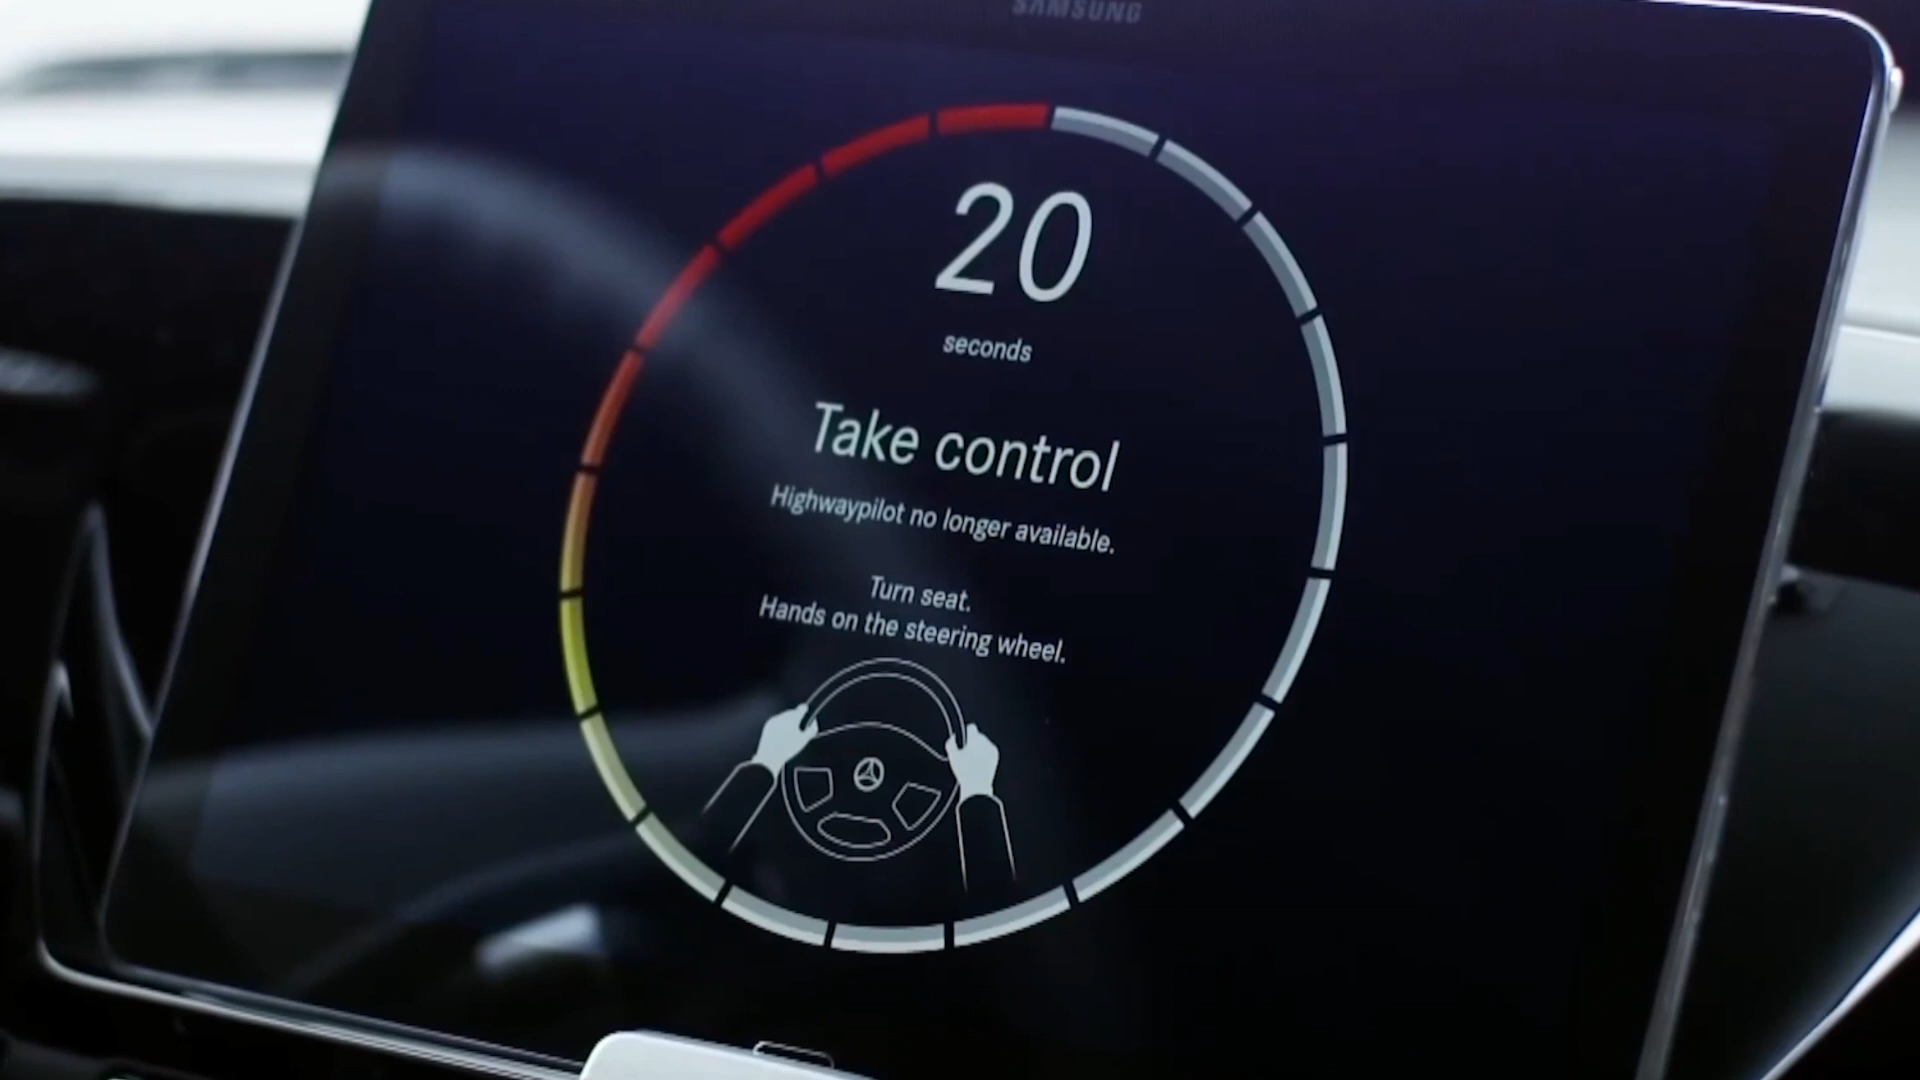 SAMSUNG
20
seconds
Take control
Highwaypilot no longer available.
Turn seat.
Hands on the steering wheel.